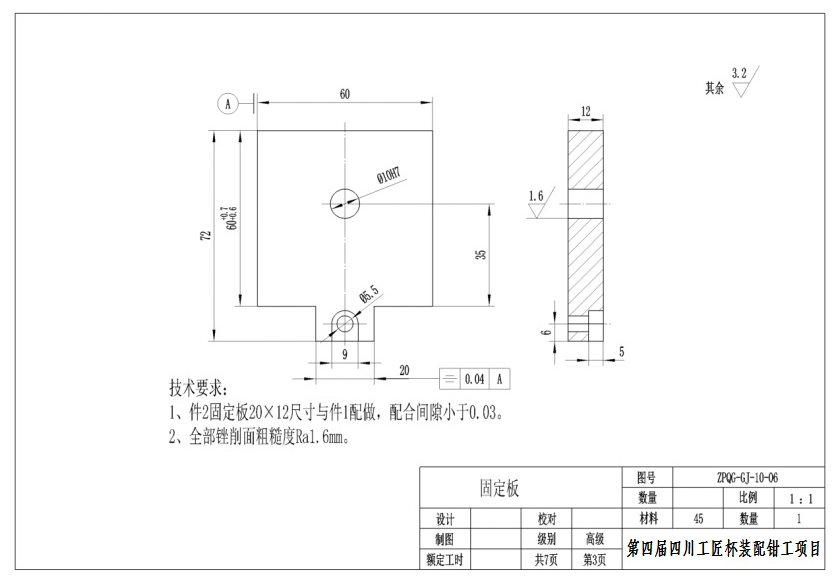 其余 3.2
60
A
12
Ø10H7
1.6
60 +0.7 +0.6
72
35
Ø5.5
6
9
5
20
0.04 A
技术要求：
1、件2固定板20×12尺寸与件1配做，配合间隙小于0.03。
2、全部锉削面粗糙度Ra1.6mm。
固定板 图号 ZPQG-GJ-10-06
数量 比例 1：1
设计 校对 材料 45 数量 1
制图 级别 高级
额定工时 共7页 第3页
第四届四川工匠杯装配钳工项目